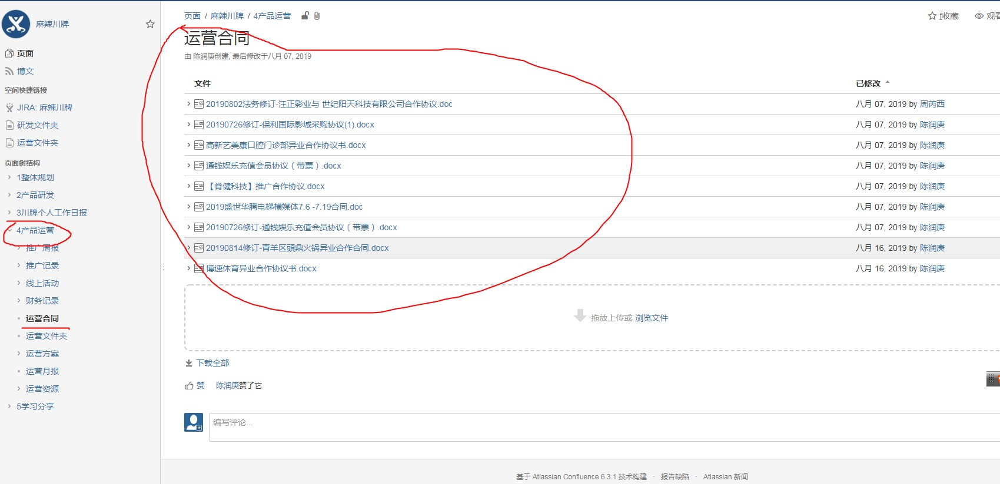 麻辣川牌
页面
博文
空间快捷链接
JIRA: 麻辣川牌
研发文件夹
运营文件夹
页面树结构
1整体规划
2产品研发
3川牌个人工作日报
4产品运营
推广周报
推广记录
线上活动
财务记录
运营合同
运营文件夹
运营方案
运营月报
运营资源
5学习分享
页面 / 麻辣川牌 / 4产品运营
收藏
运营合同
由 陈润庚创建, 最后修改于八月 07, 2019
文件 已修改
20190802法务修订-汪正影业与 世纪阳天科技有限公司合作协议.doc 八月 07, 2019 by 周芮西
20190726修订-保利国际影城采购协议(1).docx 八月 07, 2019 by 陈润庚
高新艺美康口腔门诊部异业合作协议书.docx 八月 07, 2019 by 陈润庚
通钱娱乐充值会员协议（带票）.docx 八月 07, 2019 by 陈润庚
【脊健科技】推广合作协议.docx 八月 07, 2019 by 陈润庚
2019盛世华腾电梯横媒体7.6 -7.19合同.doc 八月 07, 2019 by 陈润庚
20190726修订-通钱娱乐充值会员协议（带票）.docx 八月 07, 2019 by 陈润庚
20190814修订-青羊区頭鼎火锅异业合作合同.docx 八月 16, 2019 by 陈润庚
博速体育异业合作协议书.docx 八月 16, 2019 by 陈润庚
拖放上传或 浏览文件
下载全部
赞 陈润庚赞了它
编写评论...
基于 Atlassian Confluence 6.3.1 技术构建 · 报告缺陷 · Atlassian 新闻